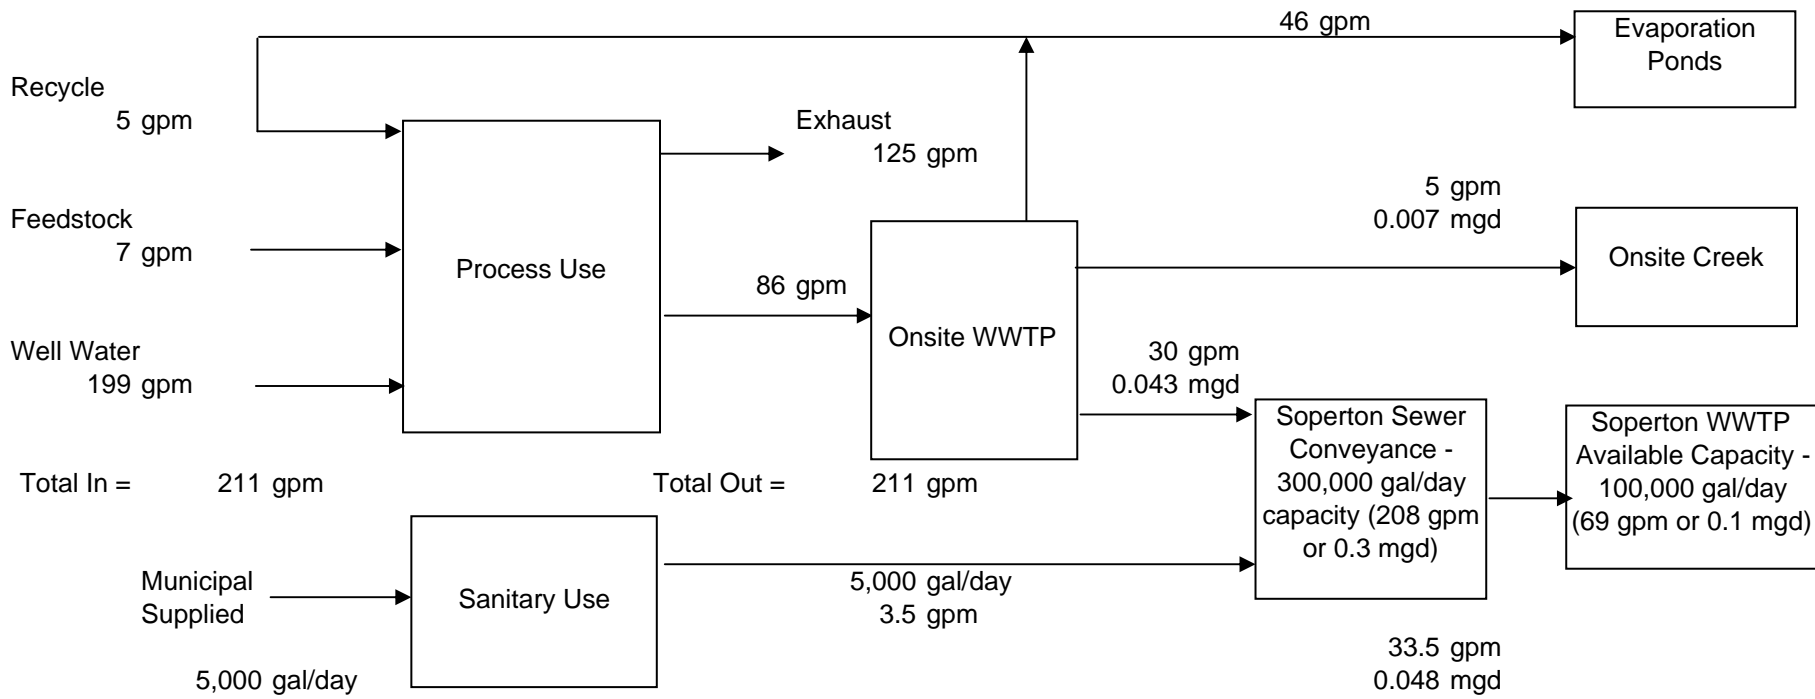 46 gpm
Evaporation
Ponds
Recycle
5 gpm
Exhaust
125 gpm
Feedstock
7 gpm
Process Use
5 gpm
0.007 mgd
Onsite Creek
86 gpm
Onsite WWTP
Well Water
199 gpm
30 gpm
0.043 mgd
Soperton Sewer
Conveyance -
300,000 gal/day
capacity (208 gpm
or 0.3 mgd)
Soperton WWTP
Available Capacity -
100,000 gal/day
(69 gpm or 0.1 mgd)
Total In = 211 gpm
Total Out = 211 gpm
Municipal
Supplied
5,000 gal/day
Sanitary Use
5,000 gal/day
3.5 gpm
33.5 gpm
0.048 mgd